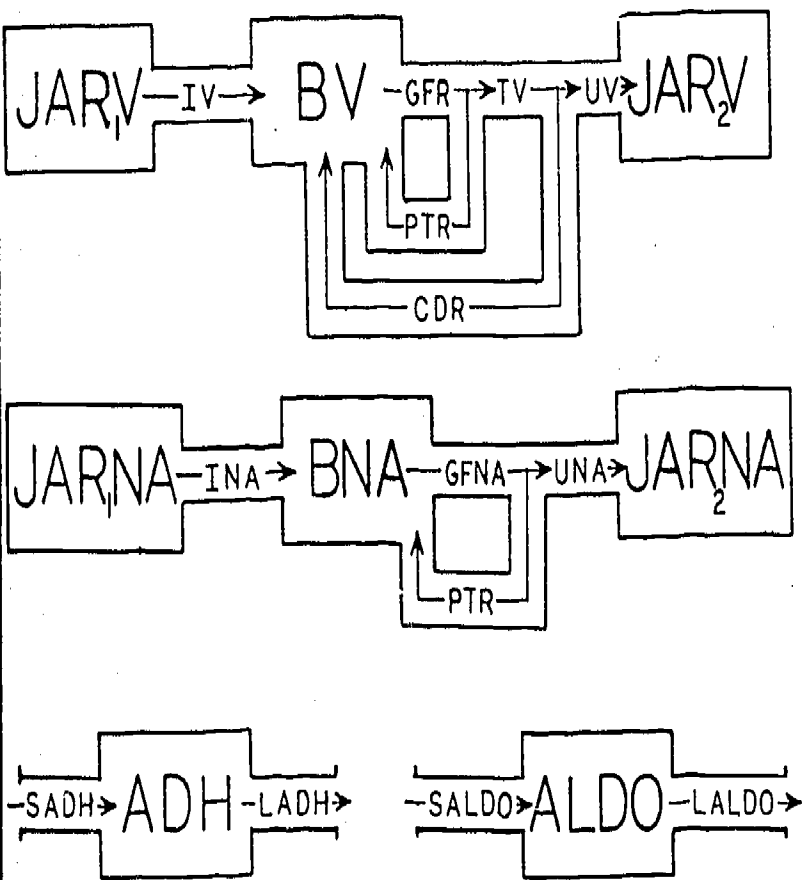 JAR₁V IV BV GFR TV UV JAR₂V
PTR
CDR
JAR₁NA INA BNA GFNA UNA JAR₂NA
PTR
SADH ADH LADH SALDO ALDO LALDO